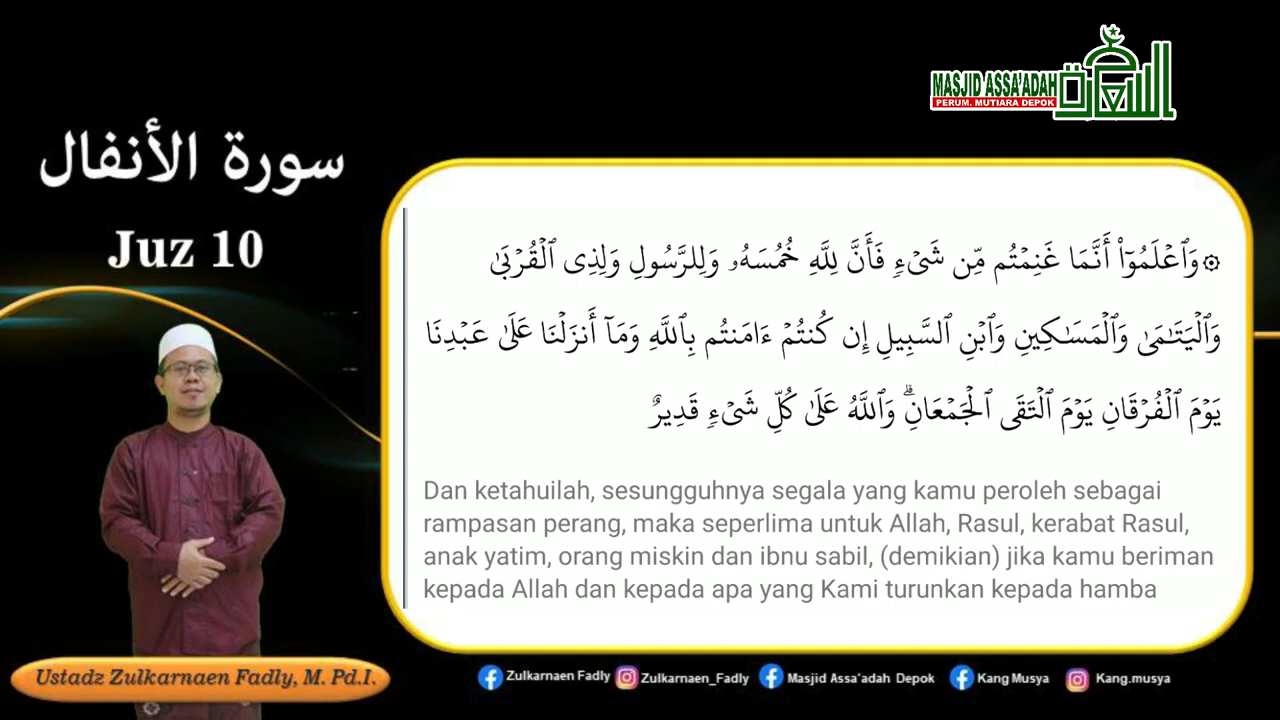 MASJID ASSA'ADAH
PERUM. MUTIARA DEPOK
سورة الأنفال
Juz 10
۞ وَٱعْلَمُوٓا۟ أَنَّمَا غَنِمْتُم مِّن شَىْءٍ فَأَنَّ لِلَّهِ خُمُسَهُۥ وَلِلرَّسُولِ وَلِذِى ٱلْقُرْبَىٰ
وَٱلْيَتَـٰمَىٰ وَٱلْمَسَـٰكِينِ وَٱبْنِ ٱلسَّبِيلِ إِن كُنتُمْ ءَامَنتُم بِٱللَّهِ وَمَآ أَنزَلْنَا عَلَىٰ عَبْدِنَا
يَوْمَ ٱلْفُرْقَانِ يَوْمَ ٱلْتَقَى ٱلْجَمْعَانِ ۗ وَٱللَّهُ عَلَىٰ كُلِّ شَىْءٍ قَدِيرٌ
Dan ketahuilah, sesungguhnya segala yang kamu peroleh sebagai
rampasan perang, maka seperlima untuk Allah, Rasul, kerabat Rasul,
anak yatim, orang miskin dan ibnu sabil, (demikian) jika kamu beriman
kepada Allah dan kepada apa yang Kami turunkan kepada hamba
Ustadz Zulkarnaen Fadly, M. Pd.I.
Zulkarnaen Fadly Zulkarnaen_Fadly Masjid Assa'adah Depok Kang Musya Kang.musya